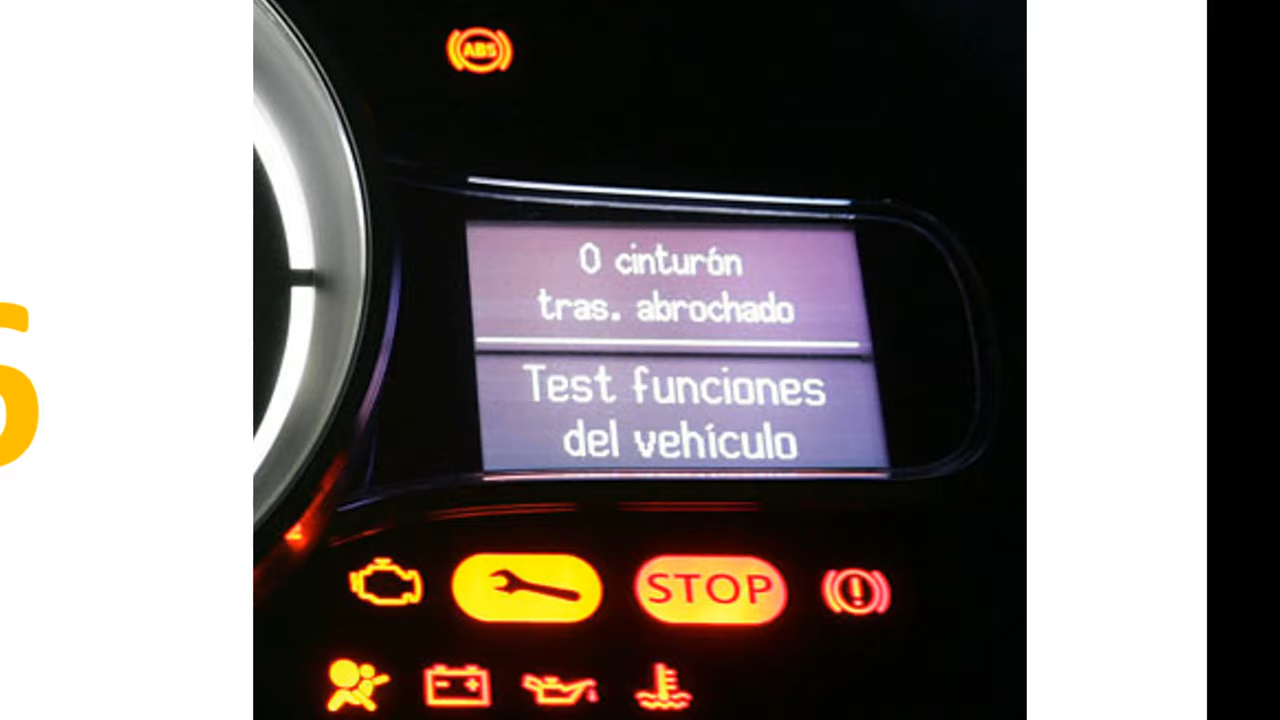 ABS
0 cinturón
tras. abrochado
Test funciones
del vehículo
STOP